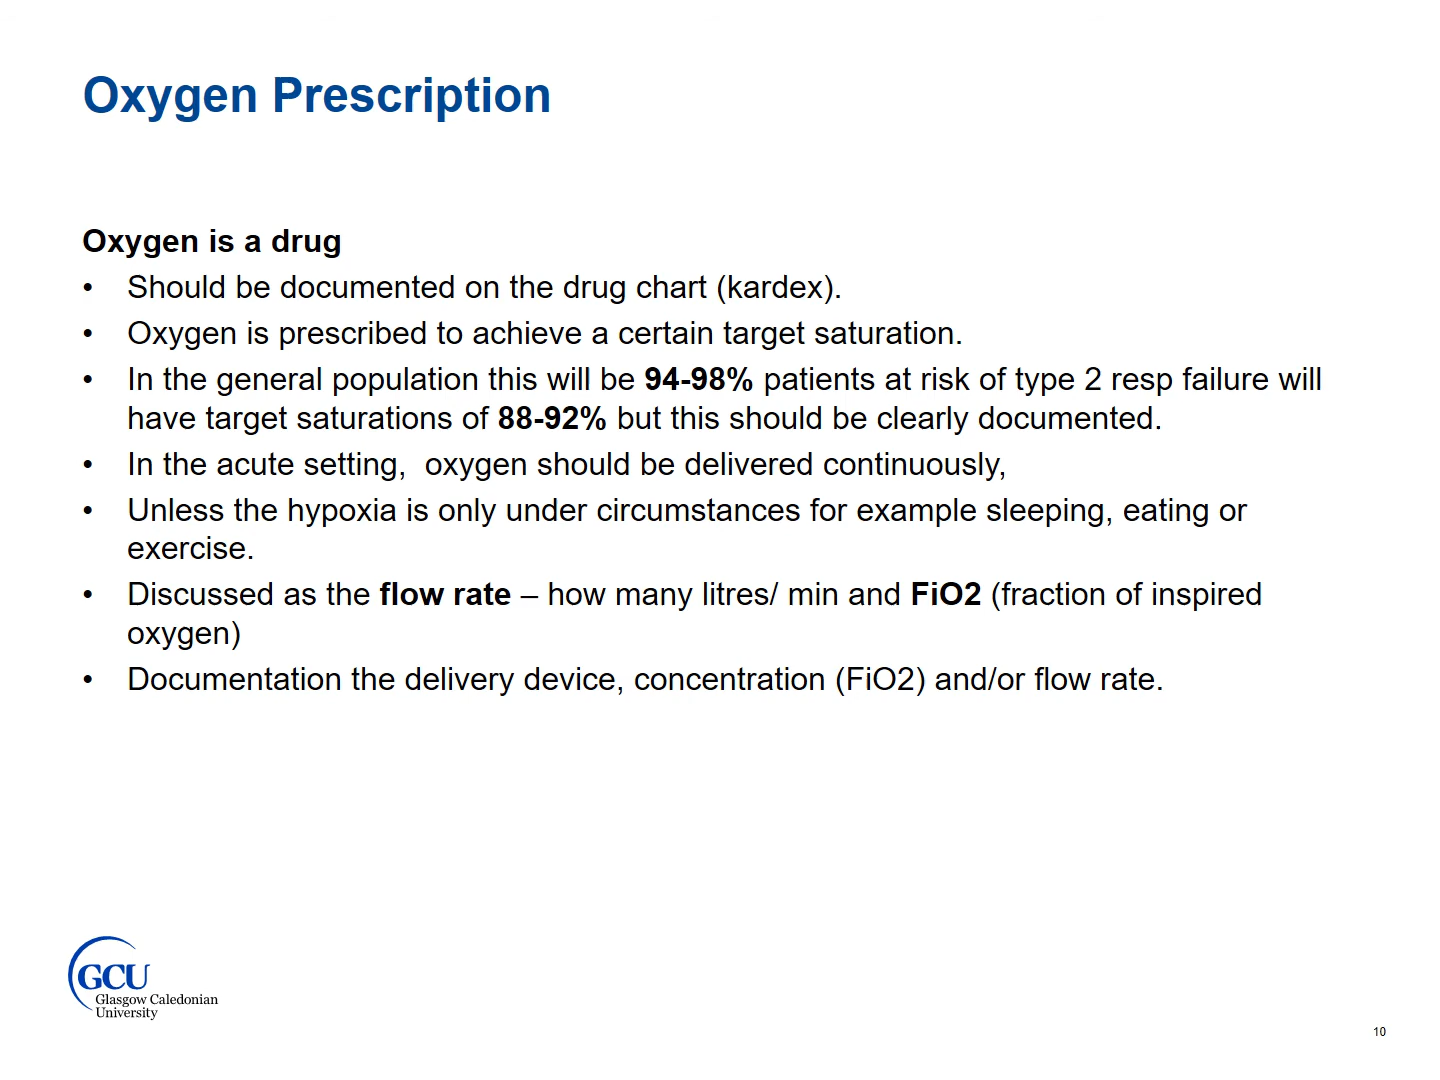 Oxygen Prescription
Oxygen is a drug
• Should be documented on the drug chart (kardex).
• Oxygen is prescribed to achieve a certain target saturation.
• In the general population this will be 94-98% patients at risk of type 2 resp failure will
have target saturations of 88-92% but this should be clearly documented.
• In the acute setting,  oxygen should be delivered continuously,
• Unless the hypoxia is only under circumstances for example sleeping, eating or
exercise.
• Discussed as the flow rate – how many litres/ min and FiO2 (fraction of inspired
oxygen)
• Documentation the delivery device, concentration (FiO2) and/or flow rate.
GCU
Glasgow Caledonian
University
10